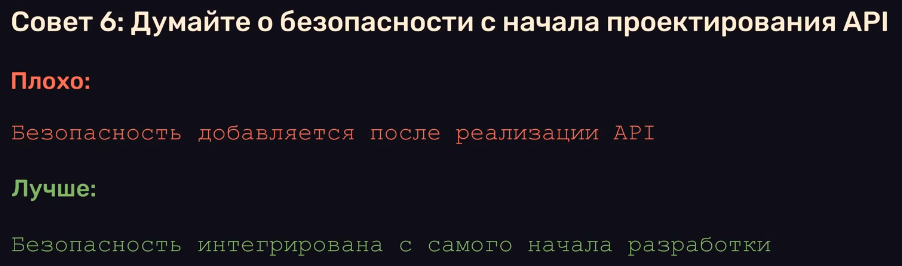 Совет 6: Думайте о безопасности с начала проектирования API
Плохо:
Безопасность добавляется после реализации API
Лучше:
Безопасность интегрирована с самого начала разработки